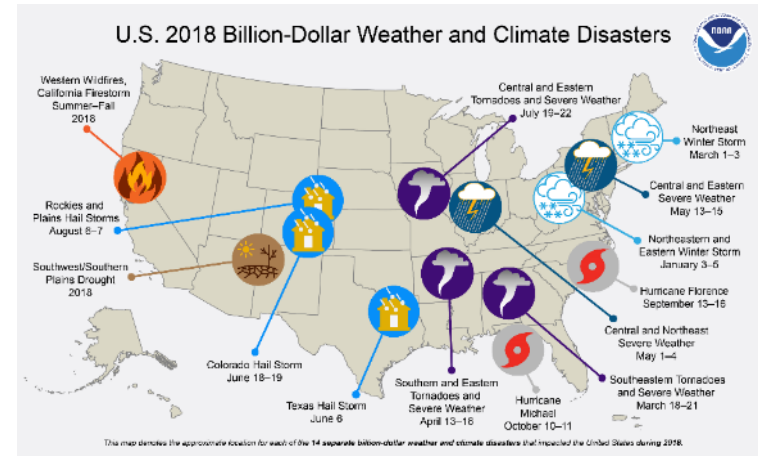 U.S. 2018 Billion-Dollar Weather and Climate Disasters
NOAA
Western Wildfires,
California Firestorm
Summer–Fall
2018
Central and Eastern
Tornadoes and Severe Weather
July 19–22
Northeast
Winter Storm
March 1–3
Rockies and
Plains Hail Storms
August 6–7
Central and Eastern
Severe Weather
May 13–15
Southwest/Southern
Plains Drought
2018
Northeastern and
Eastern Winter Storm
January 3–5
Hurricane Florence
September 13–16
Central and Northeast
Severe Weather
May 1–4
Colorado Hail Storm
June 18–19
Texas Hail Storm
June 6
Southern and Eastern
Tornadoes and
Severe Weather
April 13–16
Hurricane
Michael
October 10–11
Southeastern Tornadoes
and Severe Weather
March 18–21
This map denotes the approximate location for each of the 14 separate billion-dollar weather and climate disasters that impacted the United States during 2018.